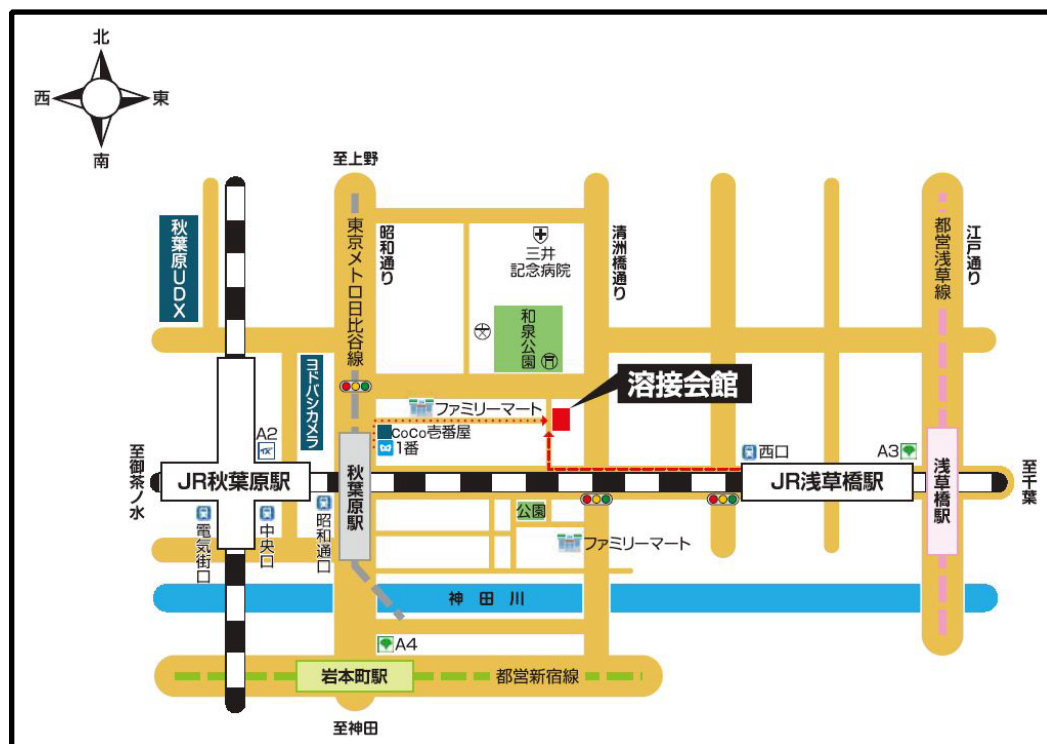 北
西
東
南
至上野
秋葉原UDX
東京メトロ日比谷線
昭和通り
三井
記念病院
清洲橋通り
都営浅草線
江戸通り
和泉公園
文
ヨドバシカメラ
溶接会館
ファミリーマート
CoCo壱番屋
1番
A2
至御茶ノ水
JR秋葉原駅
秋葉原駅
西口
A3
JR浅草橋駅
浅草橋駅
至千葉
電気街口
中央口
昭和通口
公園
ファミリーマート
神田川
A4
岩本町駅
都営新宿線
至神田